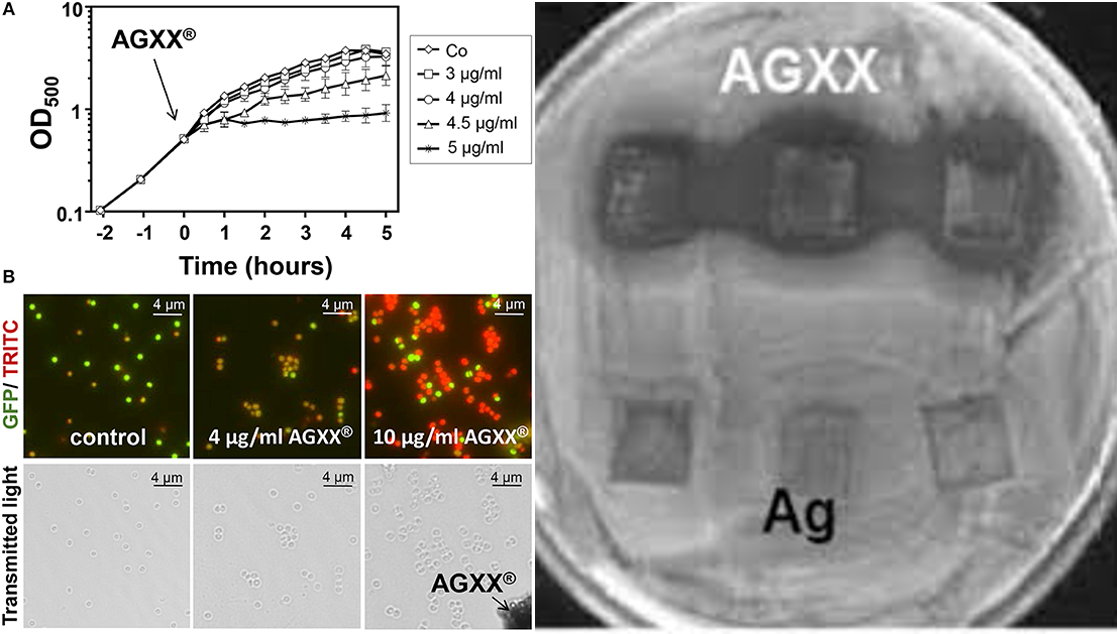 A
10
1
0.1
OD500
AGXX®
-2 -1 0 1 2 3 4 5
Time (hours)
Co
3 µg/ml
4 µg/ml
4.5 µg/ml
5 µg/ml
B
GFP/ TRITC
4 µm
control
4 µm
4 µg/ml AGXX®
4 µm
10 µg/ml AGXX®
Transmitted light
4 µm
4 µm
4 µm
AGXX®
AGXX
Ag